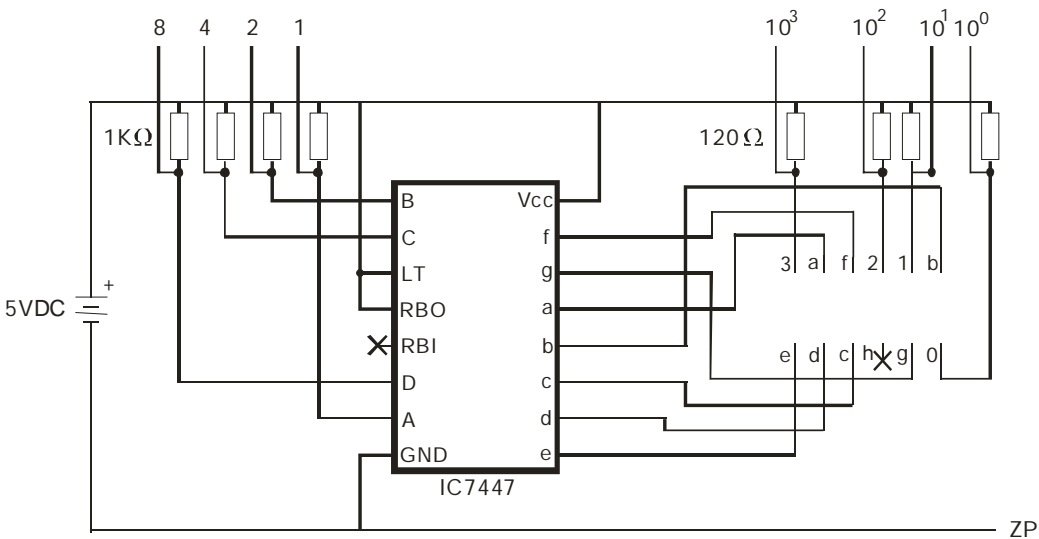 8 4 2 1 10³ 10² 10¹ 10⁰
1KΩ 120Ω
B Vcc
C f
LT g
RBO a
RBI b
D c
A d
GND e
IC7447
3 a f 2 1 b
e d c h g 0
+
5VDC
ZP